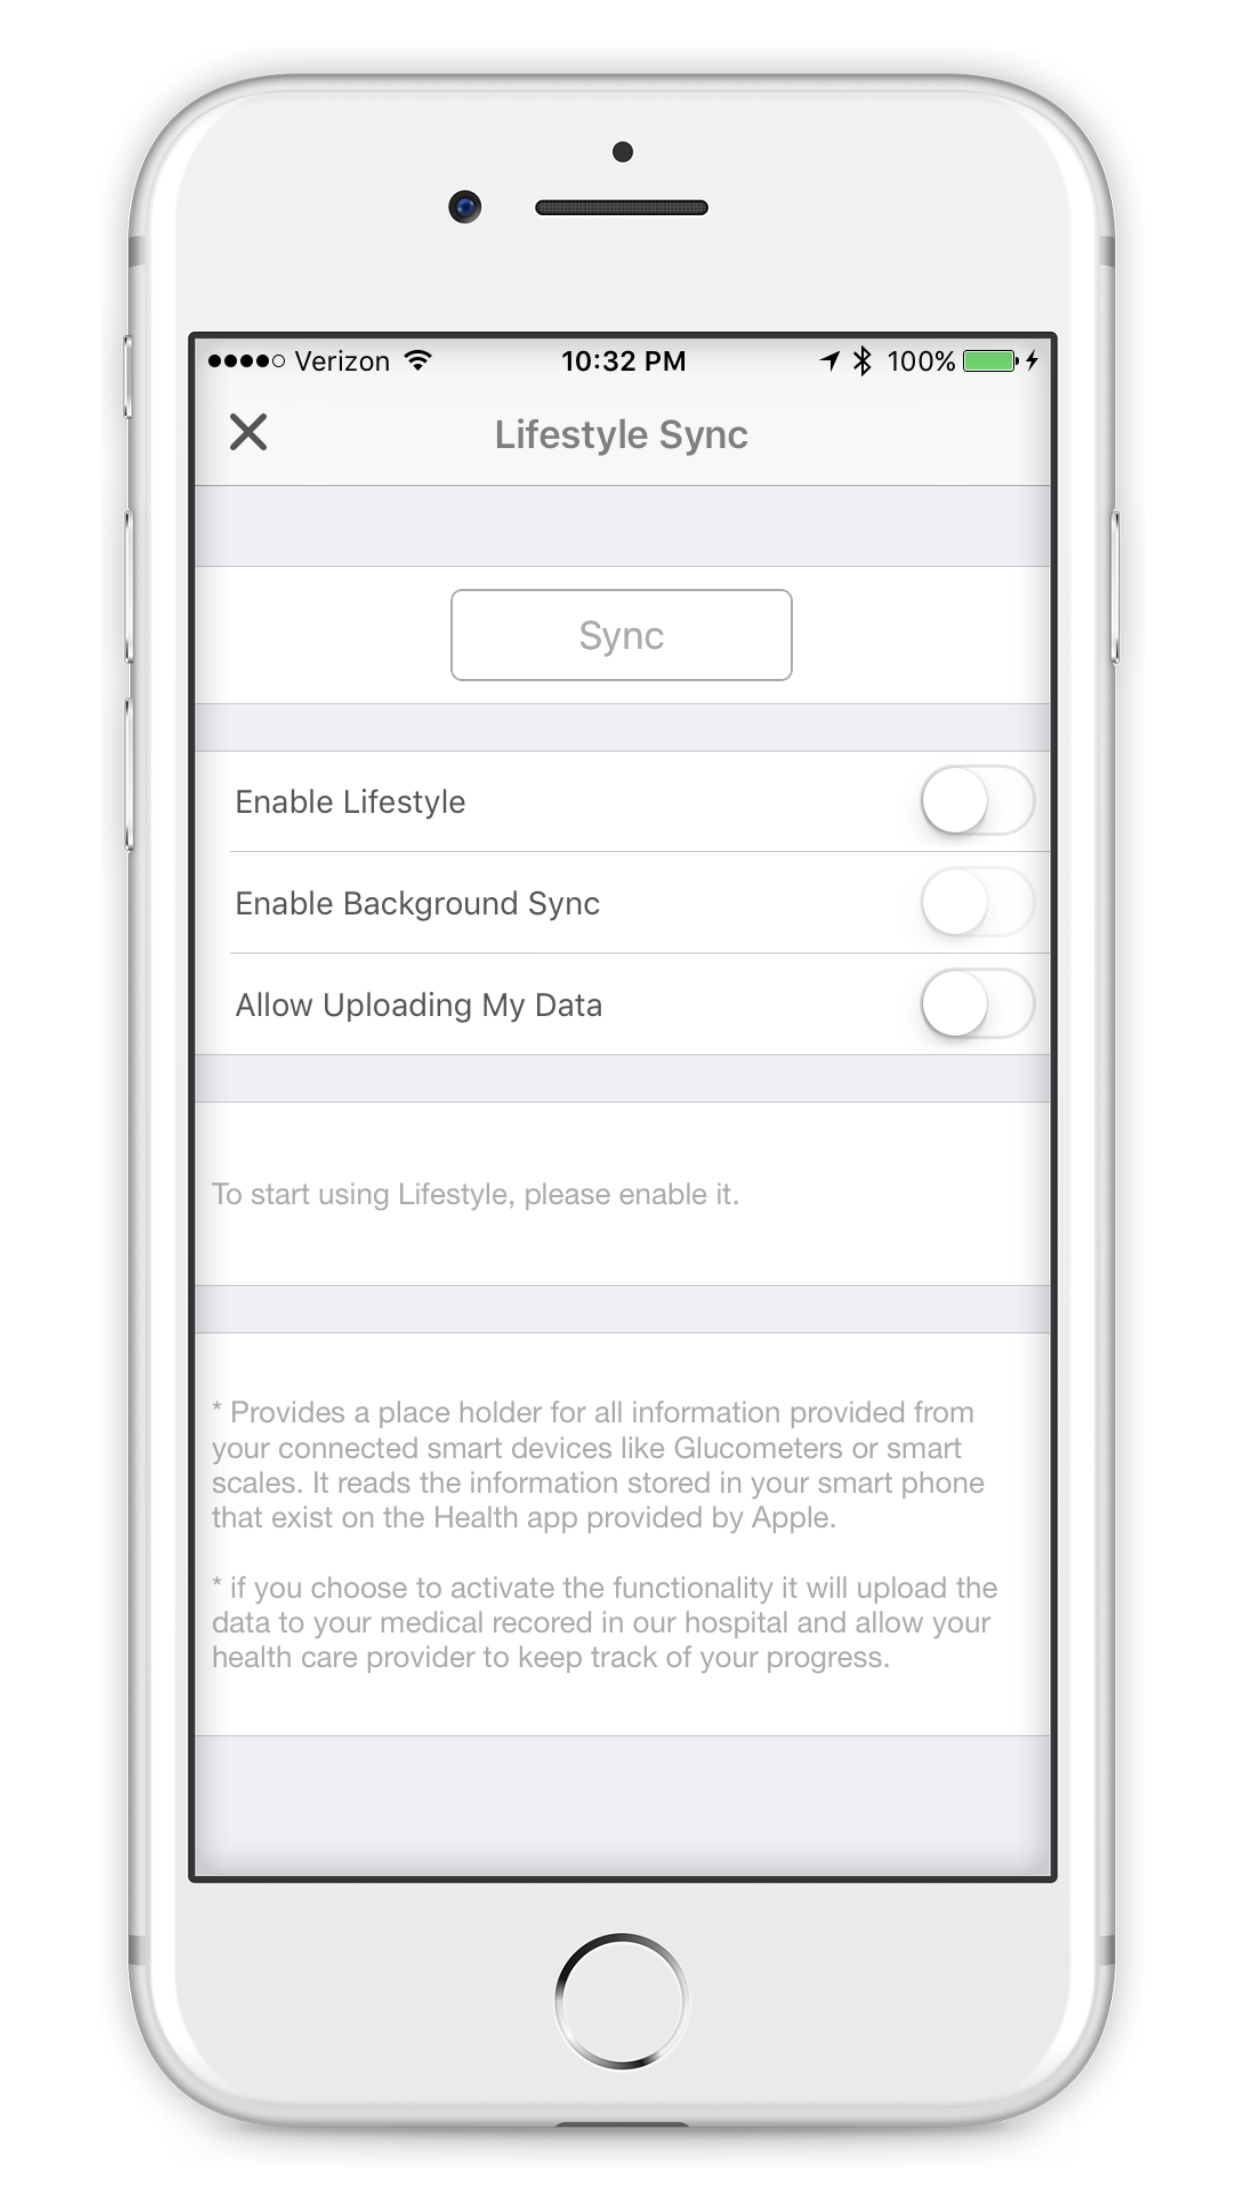 Verizon 10:32 PM 100%
Lifestyle Sync
Sync
Enable Lifestyle
Enable Background Sync
Allow Uploading My Data
To start using Lifestyle, please enable it.
* Provides a place holder for all information provided from
your connected smart devices like Glucometers or smart
scales. It reads the information stored in your smart phone
that exist on the Health app provided by Apple.
* if you choose to activate the functionality it will upload the
data to your medical recored in our hospital and allow your
health care provider to keep track of your progress.